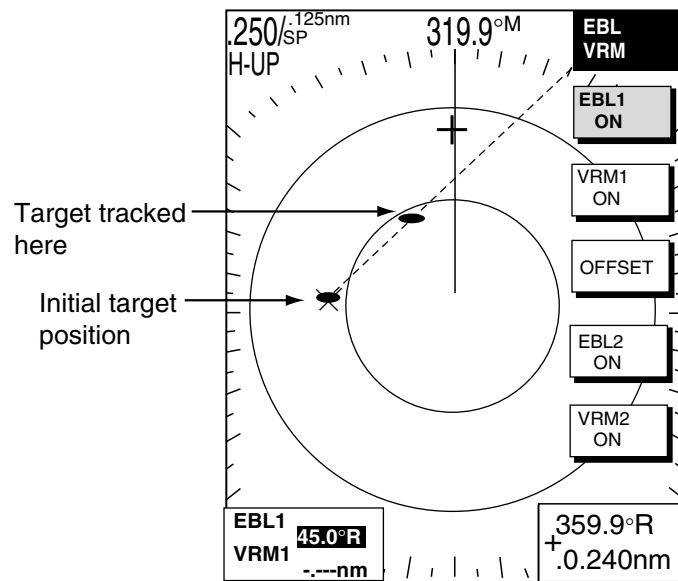 .250/SP .125nm 319.9°M
H-UP
EBL
VRM
EBL1
ON
VRM1
ON
OFFSET
EBL2
ON
VRM2
ON
Target tracked
here
Initial target
position
EBL1 45.0°R
VRM1 -.---nm
359.9°R
+
.0.240nm